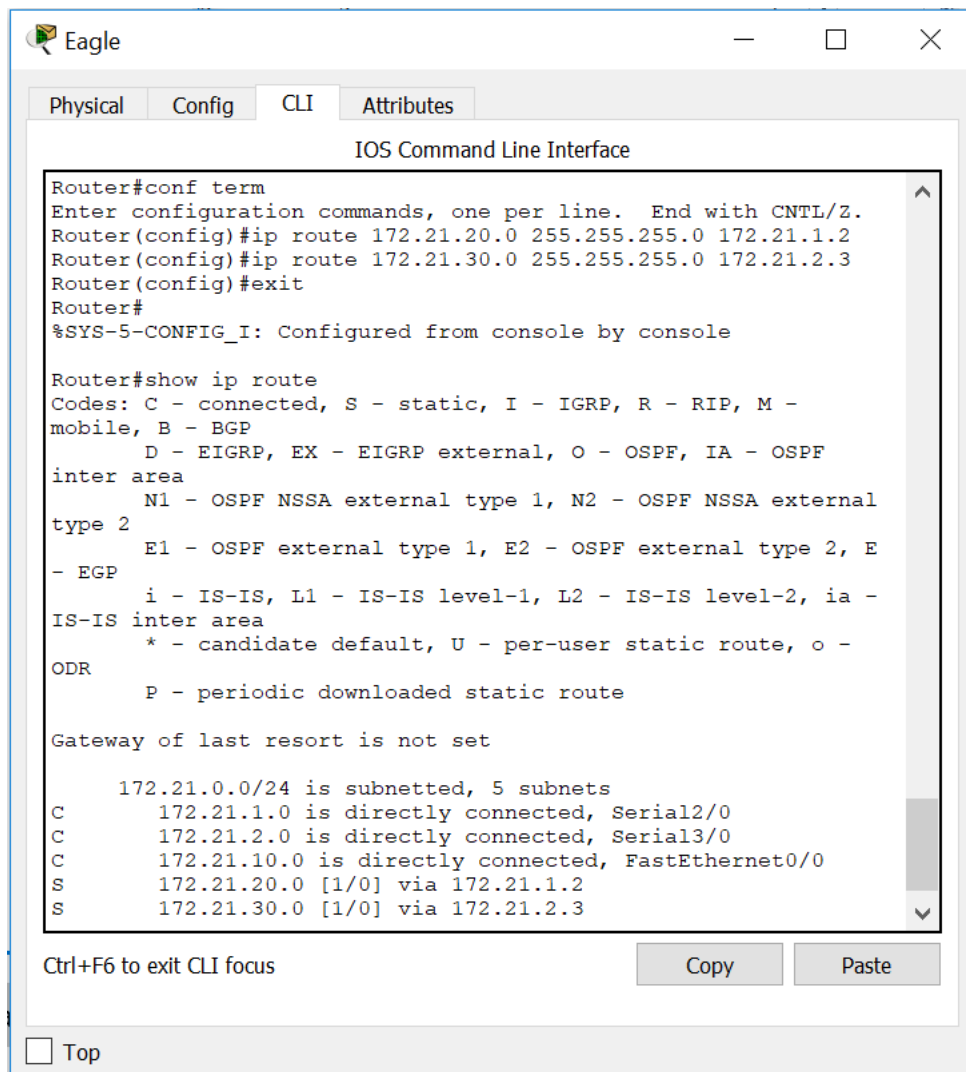 Eagle
Physical Config CLI Attributes
IOS Command Line Interface
Router#conf term
Enter configuration commands, one per line.  End with CNTL/Z.
Router(config)#ip route 172.21.20.0 255.255.255.0 172.21.1.2
Router(config)#ip route 172.21.30.0 255.255.255.0 172.21.2.3
Router(config)#exit
Router#
%SYS-5-CONFIG_I: Configured from console by console
Router#show ip route
Codes: C - connected, S - static, I - IGRP, R - RIP, M -
mobile, B - BGP
       D - EIGRP, EX - EIGRP external, O - OSPF, IA - OSPF
inter area
       N1 - OSPF NSSA external type 1, N2 - OSPF NSSA external
type 2
       E1 - OSPF external type 1, E2 - OSPF external type 2, E
- EGP
       i - IS-IS, L1 - IS-IS level-1, L2 - IS-IS level-2, ia -
IS-IS inter area
       * - candidate default, U - per-user static route, o -
ODR
       P - periodic downloaded static route
Gateway of last resort is not set
     172.21.0.0/24 is subnetted, 5 subnets
C       172.21.1.0 is directly connected, Serial2/0
C       172.21.2.0 is directly connected, Serial3/0
C       172.21.10.0 is directly connected, FastEthernet0/0
S       172.21.20.0 [1/0] via 172.21.1.2
S       172.21.30.0 [1/0] via 172.21.2.3
Ctrl+F6 to exit CLI focus Copy Paste
Top